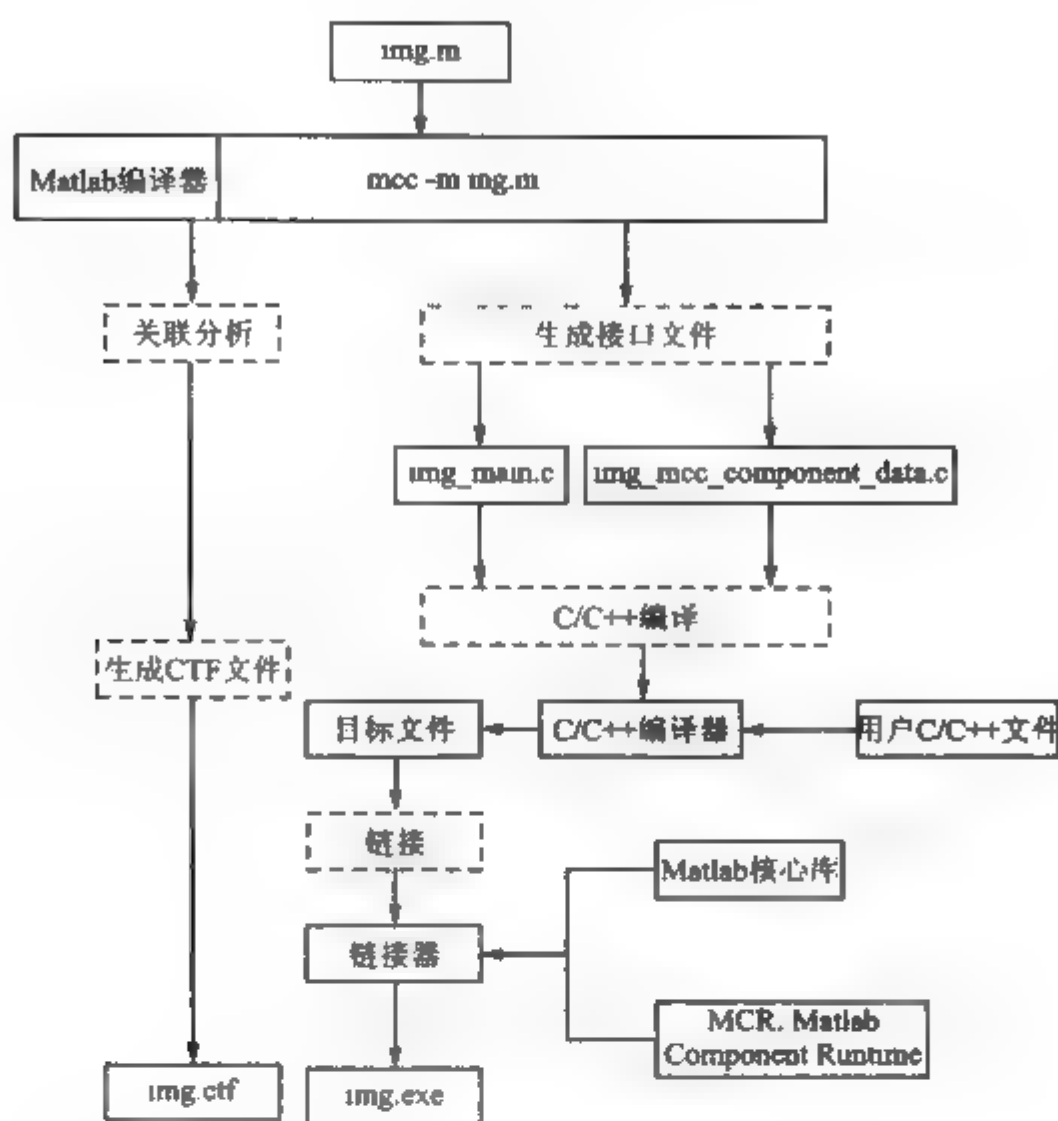 img.m
Matlab编译器
mcc -m img.m
关联分析
生成接口文件
img_main.c
img_mcc_component_data.c
C/C++编译
生成CTF文件
目标文件
C/C++编译器
用户C/C++文件
链接
Matlab核心库
链接器
MCR. Matlab
Component Runtume
img.ctf
img.exe